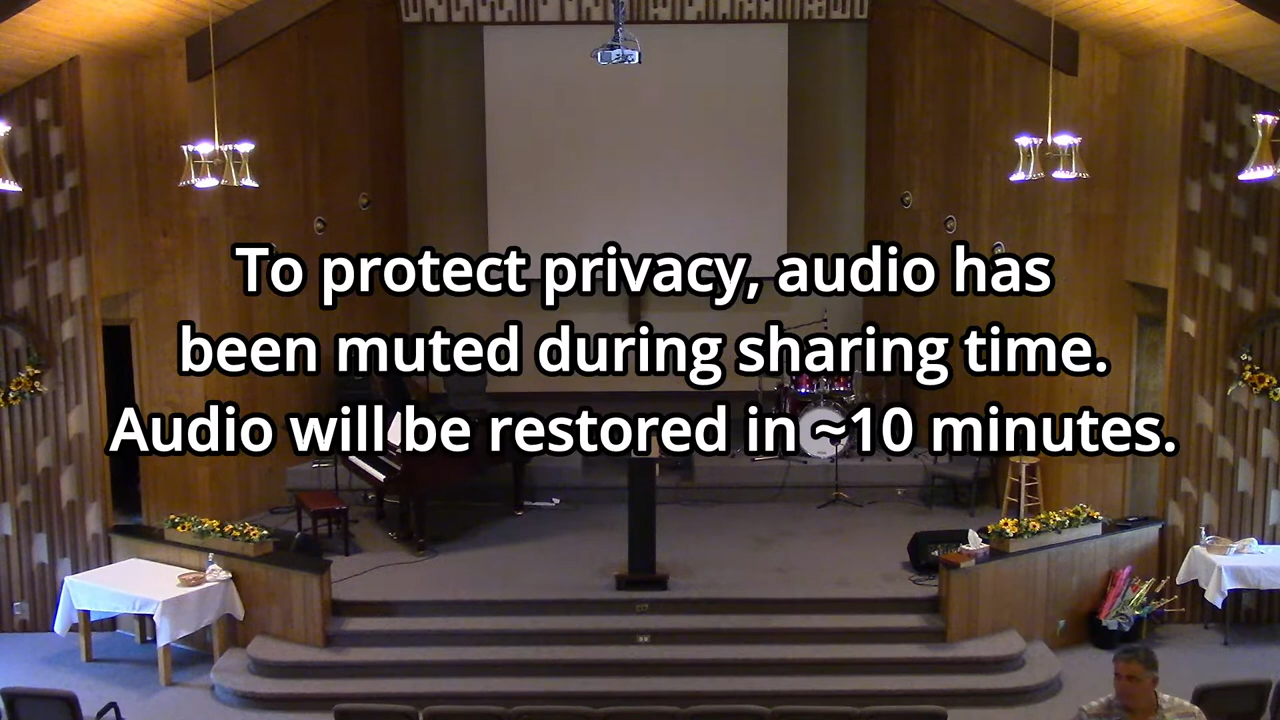 To protect privacy, audio has
been muted during sharing time.
Audio will be restored in ~10 minutes.